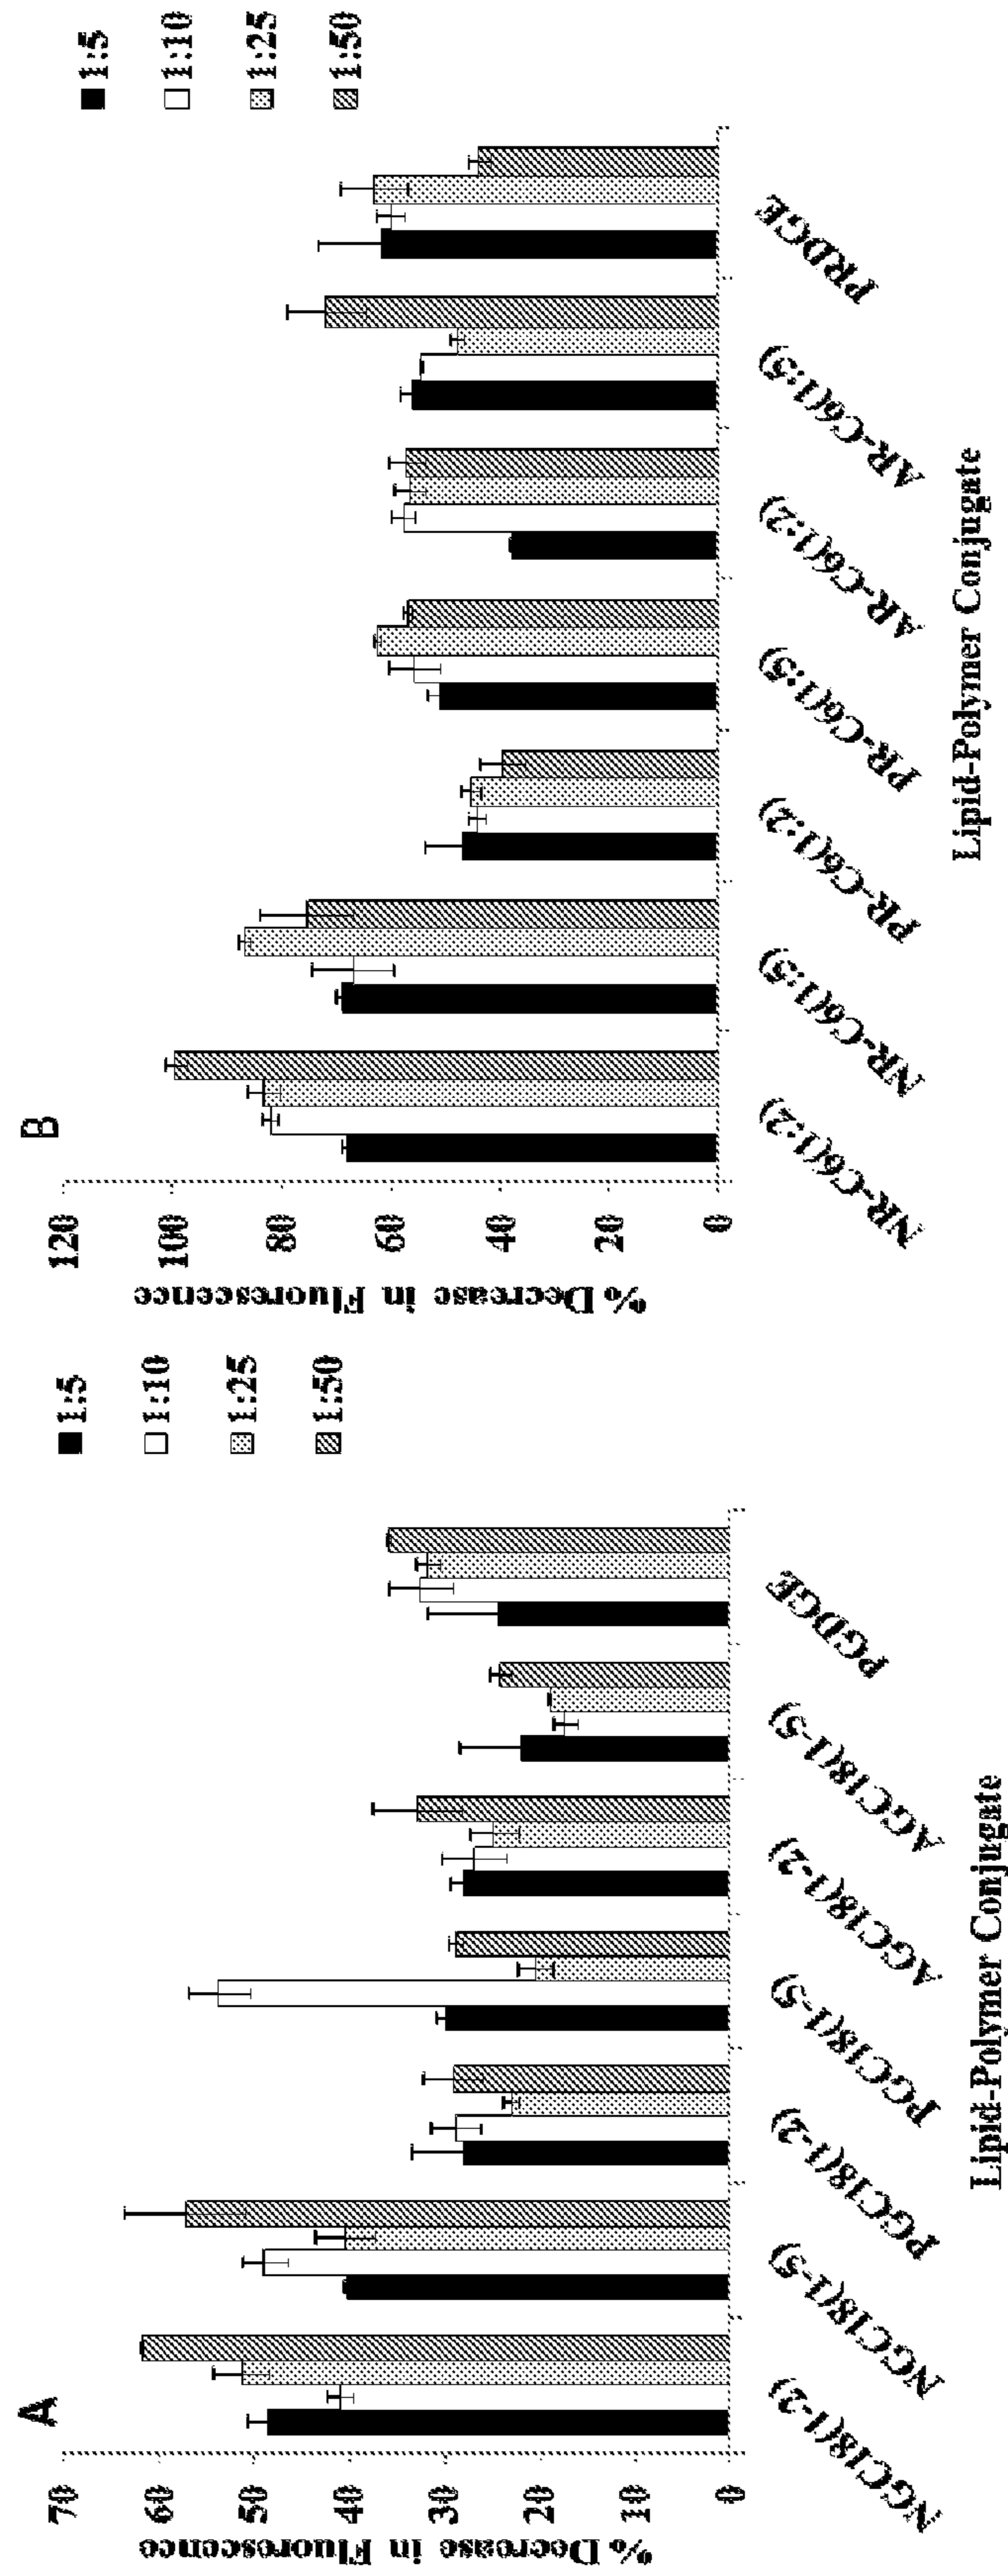 A
% Decrease in Fluorescence
70
60
50
40
30
20
10
0
NGC18(1-2)
NGC18(1-5)
PGC18(1-2)
PGC18(1-5)
AGC18(1-2)
AGC18(1-5)
PGDGE
Lipid-Polymer Conjugate
1:5
1:10
1:25
1:50
B
% Decrease in Fluorescence
120
100
80
60
40
20
0
NR-C6(1:2)
NR-C6(1:5)
PR-C6(1:2)
PR-C6(1:5)
AR-C6(1:2)
AR-C6(1:5)
PRDGE
Lipid-Polymer Conjugate
1:5
1:10
1:25
1:50